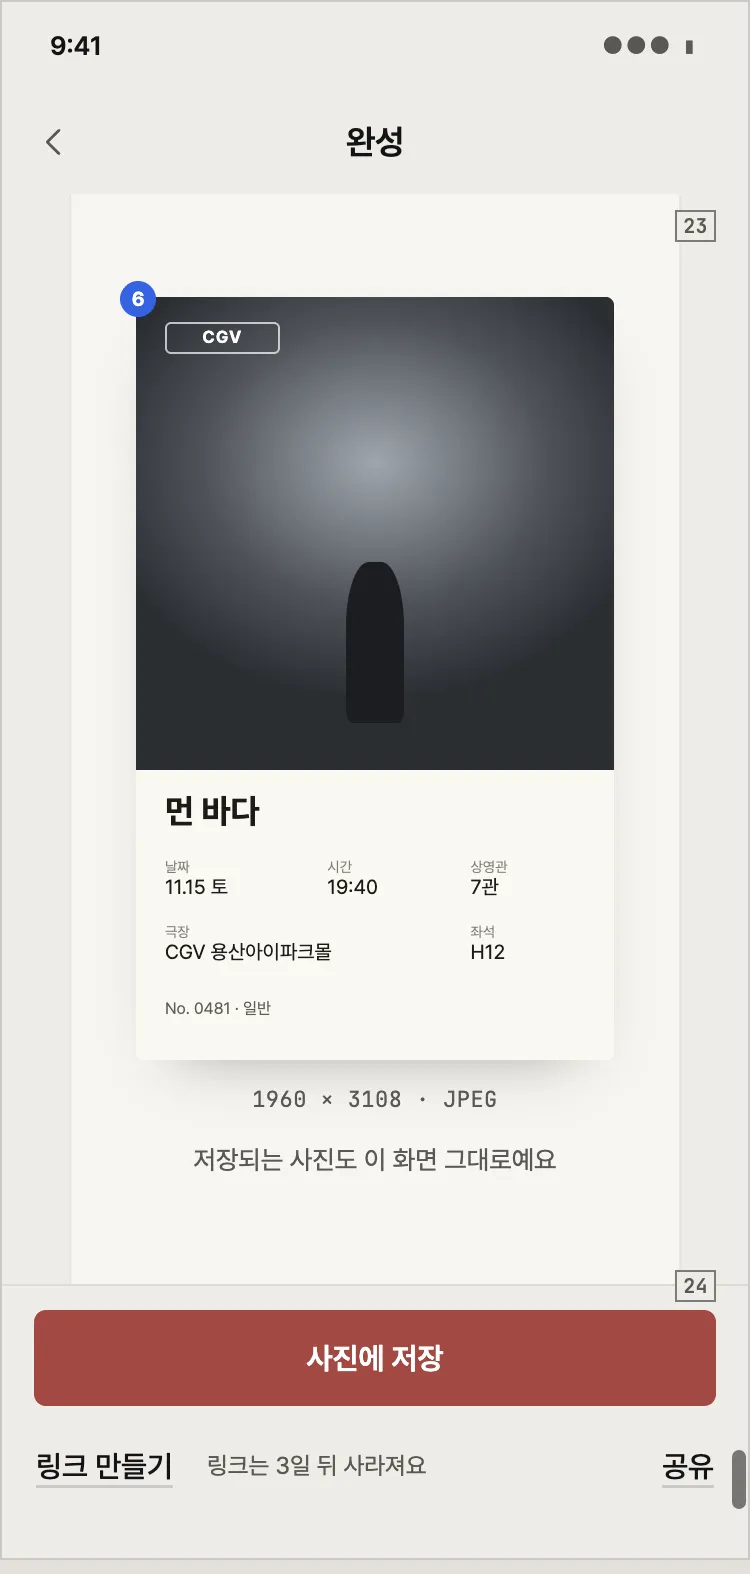 9:41
완성
23
6
CGV
먼 바다
날짜 시간 상영관
11.15 토 19:40 7관
극장 좌석
CGV 용산아이파크몰 H12
No. 0481 · 일반
1960 × 3108 · JPEG
저장되는 사진도 이 화면 그대로예요
24
사진에 저장
링크 만들기 링크는 3일 뒤 사라져요 공유